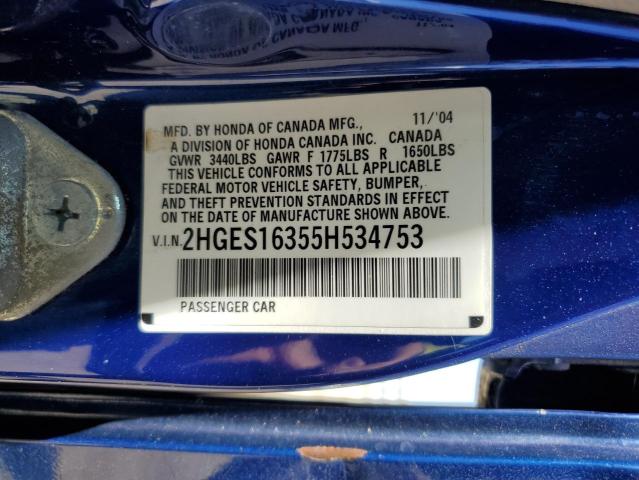 MFD. BY HONDA OF CANADA MFG., 11/'04
A DIVISION OF HONDA CANADA INC. CANADA
GVWR 3440LBS GAWR F 1775LBS R 1650LBS
THIS VEHICLE CONFORMS TO ALL APPLICABLE
FEDERAL MOTOR VEHICLE SAFETY, BUMPER,
AND THEFT PREVENTION STANDARDS IN EFFECT
ON THE DATE OF MANUFACTURE SHOWN ABOVE.
V.I.N. 2HGES16355H534753
PASSENGER CAR